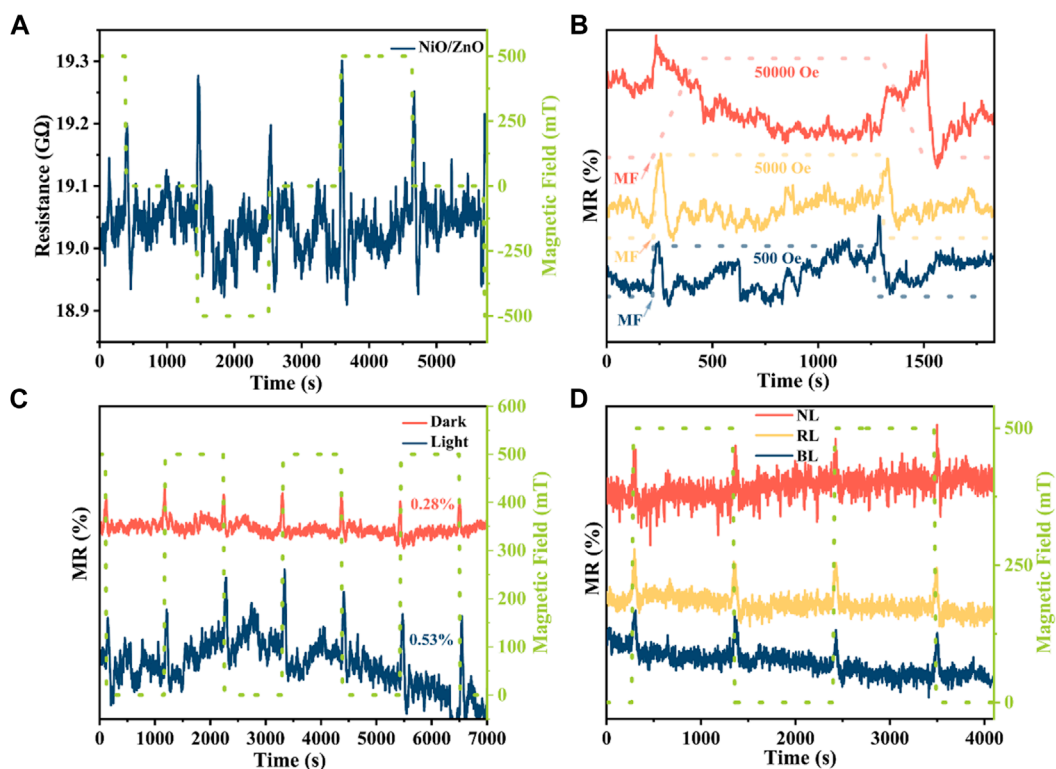 A
NiO/ZnO
Resistance (GΩ)
19.3
19.2
19.1
19.0
18.9
500
250
0
-250
-500
Magnetic Field (mT)
0 1000 2000 3000 4000 5000
Time (s)
B
50000 Oe
MF
5000 Oe
MF
500 Oe
MF
MR (%)
0 500 1000 1500
Time (s)
C
Dark
Light
0.28%
0.53%
MR (%)
600
500
400
300
200
100
0
Magnetic Field (mT)
0 1000 2000 3000 4000 5000 6000 7000
Time (s)
D
NL
RL
BL
MR (%)
500
250
0
Magnetic Field (mT)
0 1000 2000 3000 4000
Time (s)